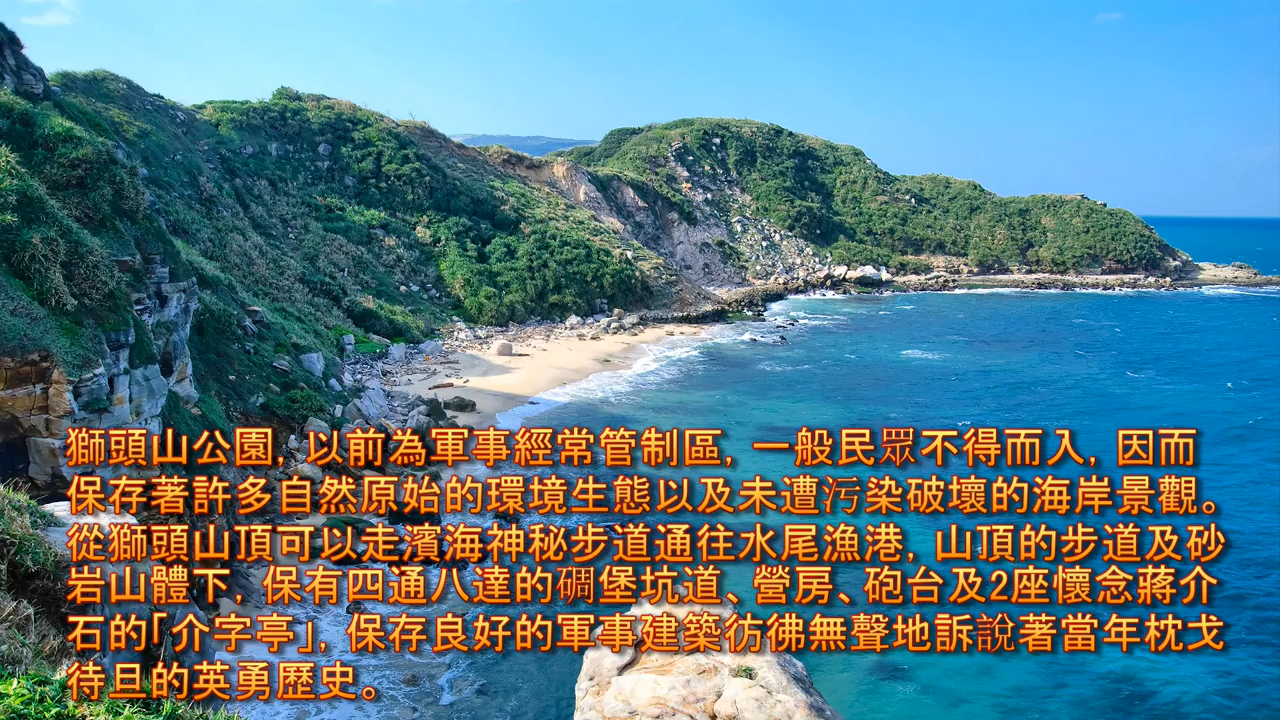 獅頭山公園，以前為軍事經常管制區，一般民眾不得而入，因而
保存著許多自然原始的環境生態以及未遭污染破壞的海岸景觀。
從獅頭山頂可以走濱海神秘步道通往水尾漁港，山頂的步道及砂
岩山體下，保有四通八達的碉堡坑道、營房、砲台及2座懷念蔣介
石的「介字亭」，保存良好的軍事建築彷彿無聲地訴說著當年枕戈
待旦的英勇歷史。